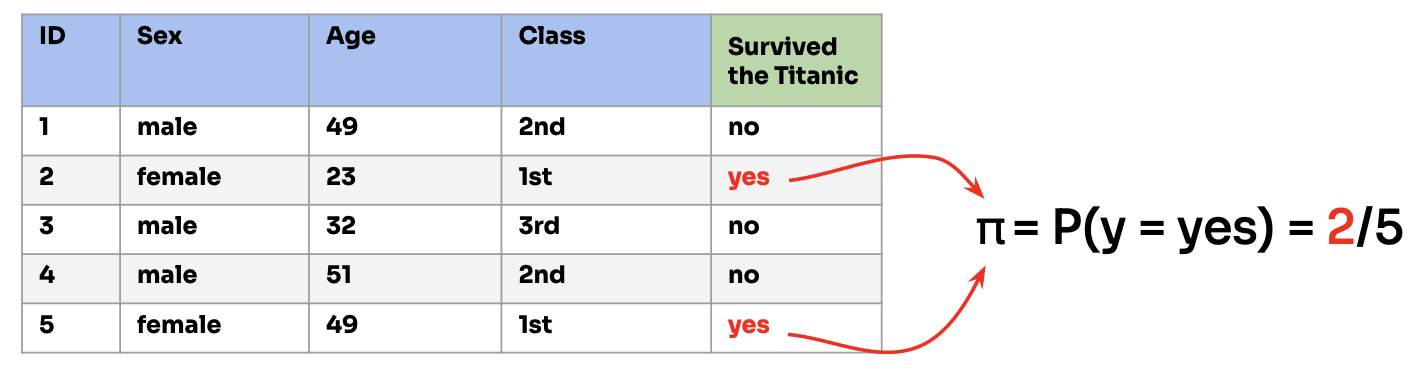 ID Sex Age Class Survived
the Titanic
1 male 49 2nd no
2 female 23 1st yes
3 male 32 3rd no
4 male 51 2nd no
5 female 49 1st yes
π = P(y = yes) = 2/5